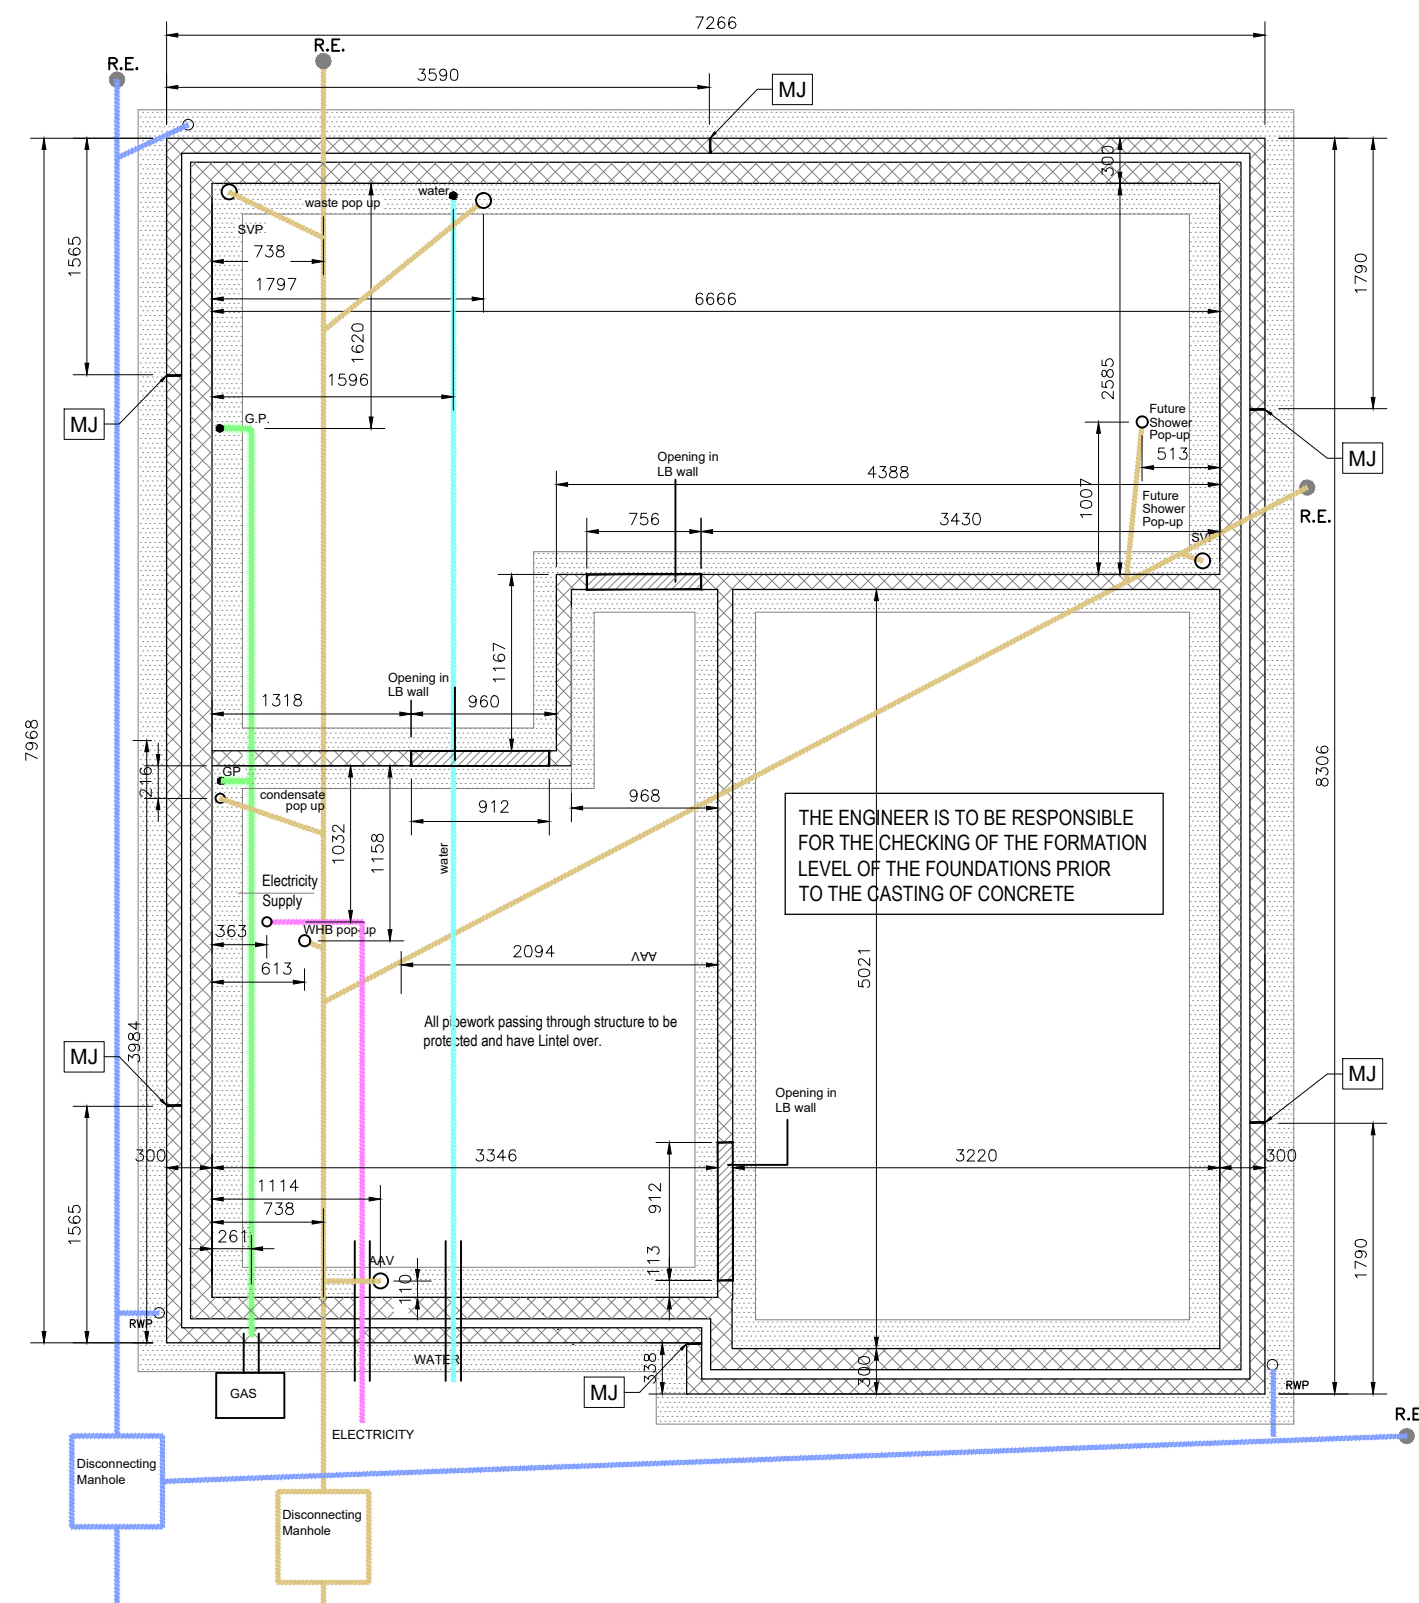 7266
R.E.
R.E.
3590
MJ
300
water
waste pop up
SVP
738
1565
1790
1797
6666
1620
1596
2585
MJ
G.P.
Future
Shower
Pop-up
513
Opening in
LB wall
MJ
4388
1007
Future
Shower
Pop-up
R.E.
756
3430
SV
1167
Opening in
LB wall
1318
960
7968
8306
GP
216
condensate
pop up
912
968
1032
1158
water
THE ENGINEER IS TO BE RESPONSIBLE
FOR THE CHECKING OF THE FORMATION
LEVEL OF THE FOUNDATIONS PRIOR
TO THE CASTING OF CONCRETE
Electricity
Supply
363
WHB pop-up
613
2094
AAV
5021
All pipework passing through structure to be
protected and have Lintel over.
3984
MJ
MJ
Opening in
LB wall
300
3346
3220
300
1114
912
738
1565
261
113
1790
AAV
110
RWP
WATER
338
300
GAS
MJ
RWP
ELECTRICITY
R.E
Disconnecting
Manhole
Disconnecting
Manhole